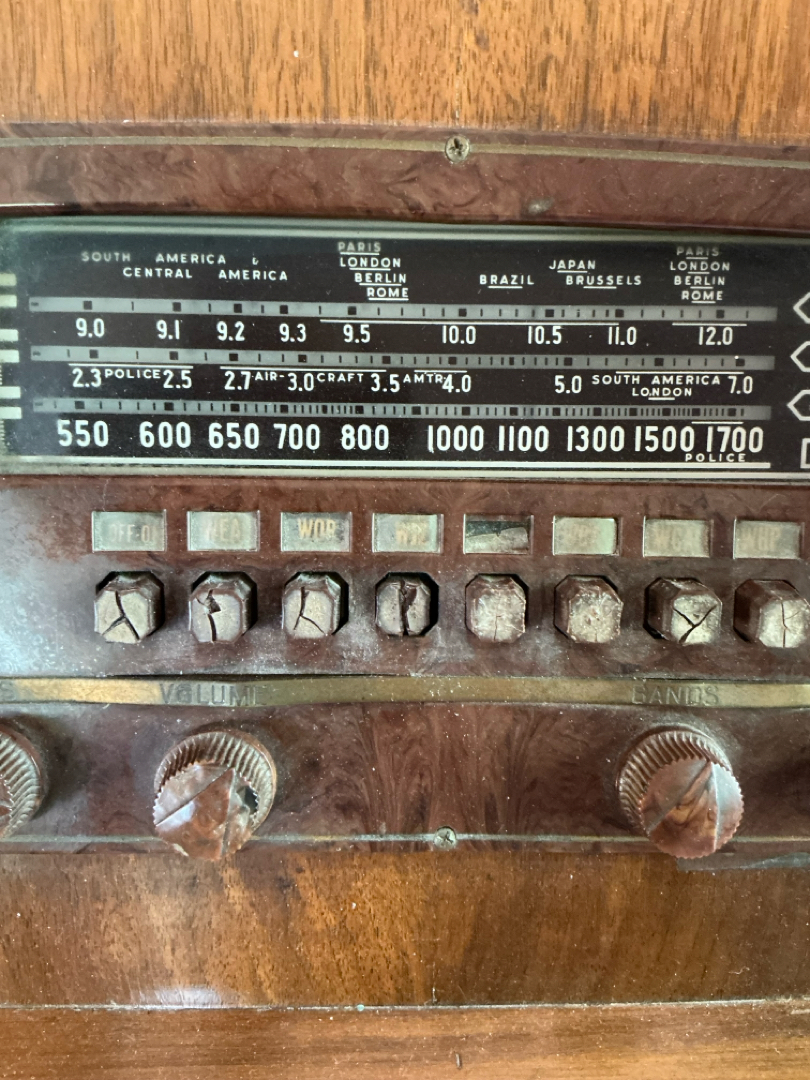 PARIS PARIS
SOUTH AMERICA & LONDON JAPAN LONDON
CENTRAL AMERICA BERLIN BRAZIL BRUSSELS BERLIN
ROME ROME
9.0 9.1 9.2 9.3 9.5 10.0 10.5 11.0 12.0
2.3 POLICE 2.5 2.7 AIR- 3.0 CRAFT 3.5 AMTR. 4.0 5.0 SOUTH AMERICA 7.0
LONDON
550 600 650 700 800 1000 1100 1300 1500 1700
POLICE
OFF-ON WEAF WOR
VOLUME BANDS